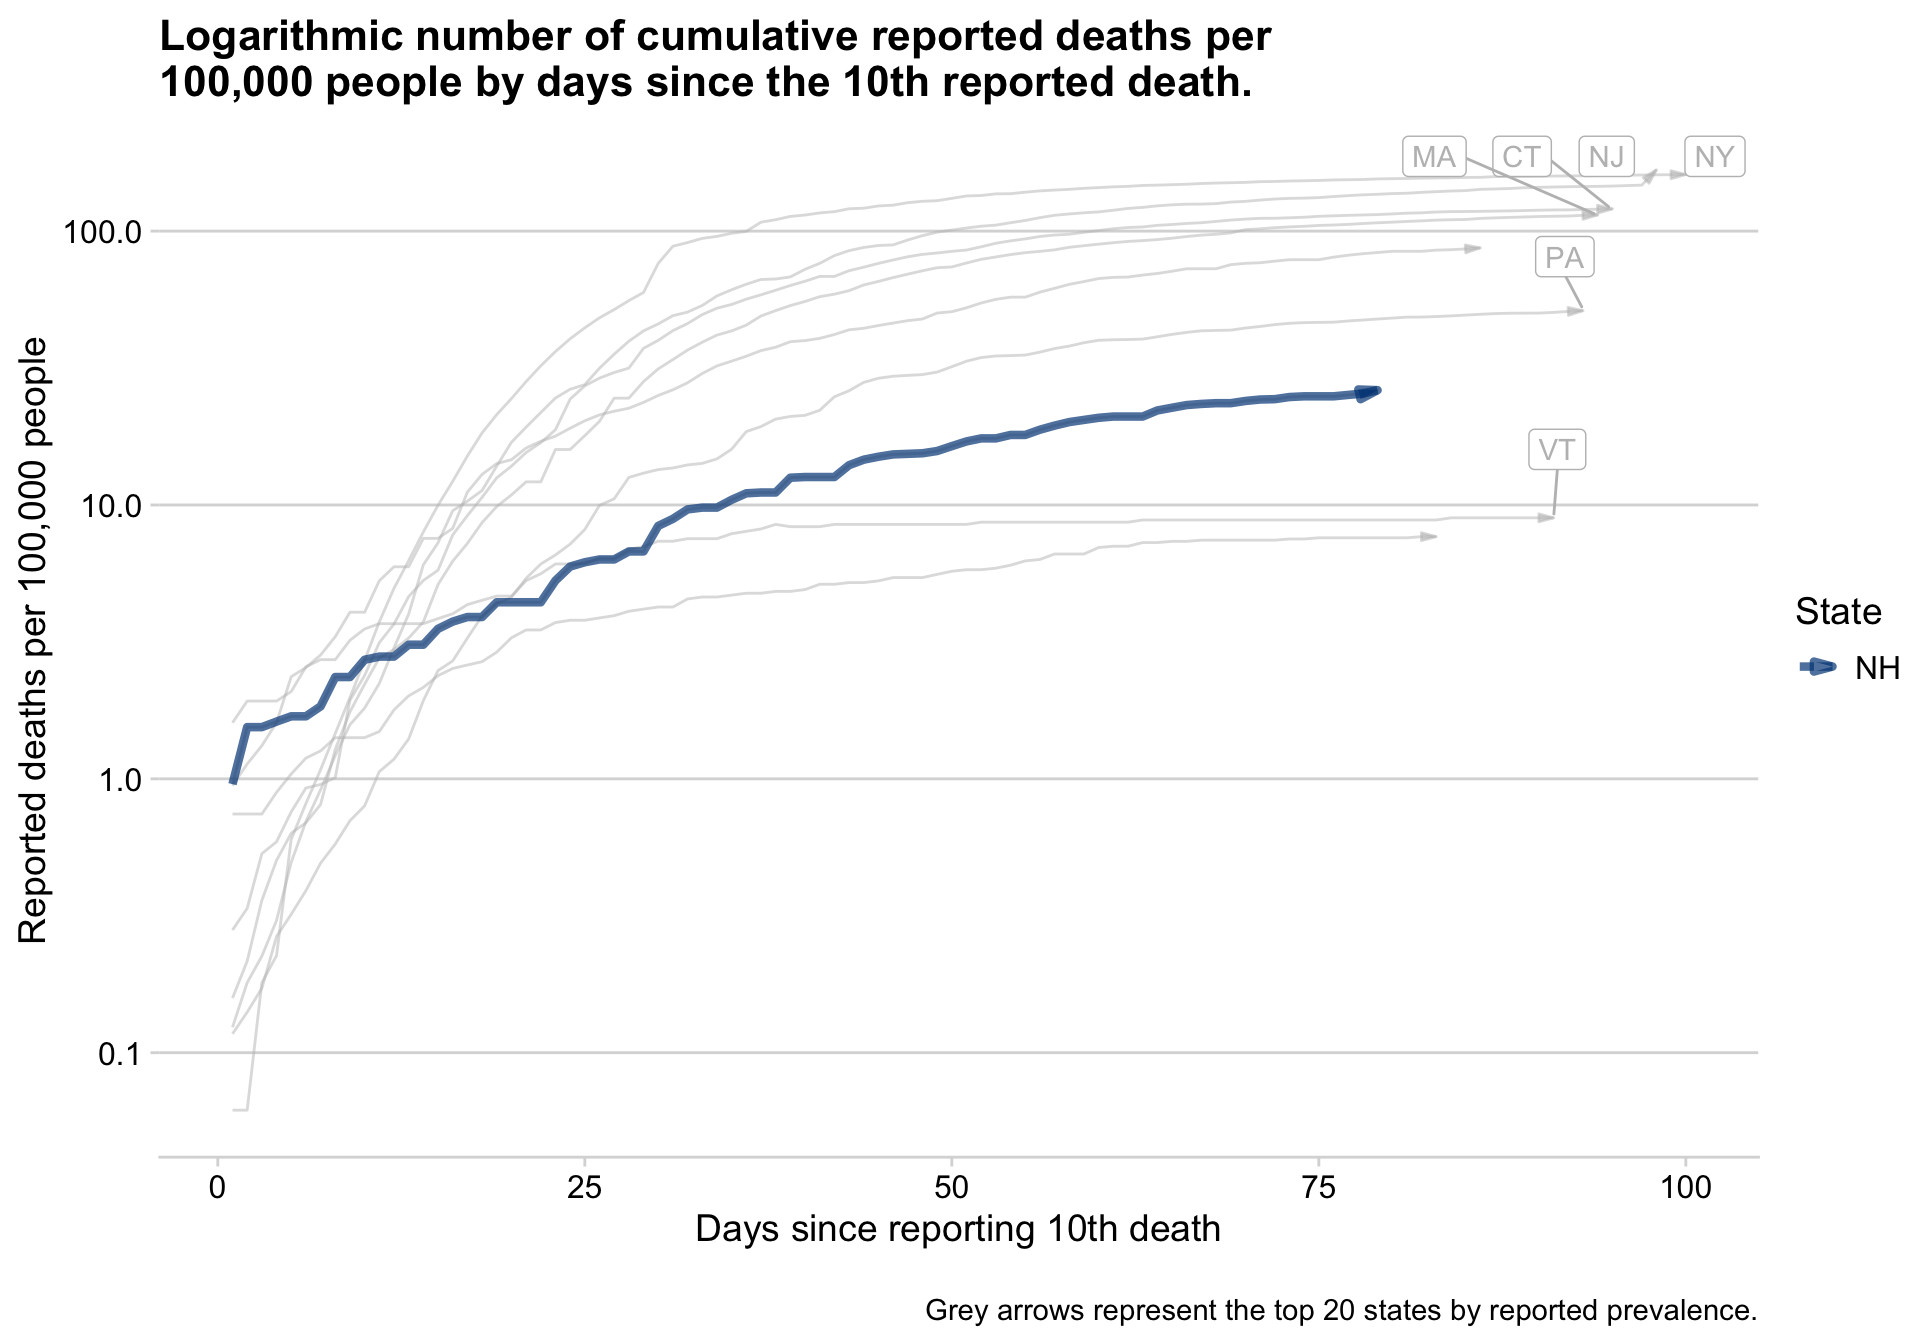 Logarithmic number of cumulative reported deaths per
100,000 people by days since the 10th reported death.
MA
CT
NJ
NY
100.0
PA
VT
10.0
1.0
0.1
Reported deaths per 100,000 people
State
NH
0
25
50
75
100
Days since reporting 10th death
Grey arrows represent the top 20 states by reported prevalence.